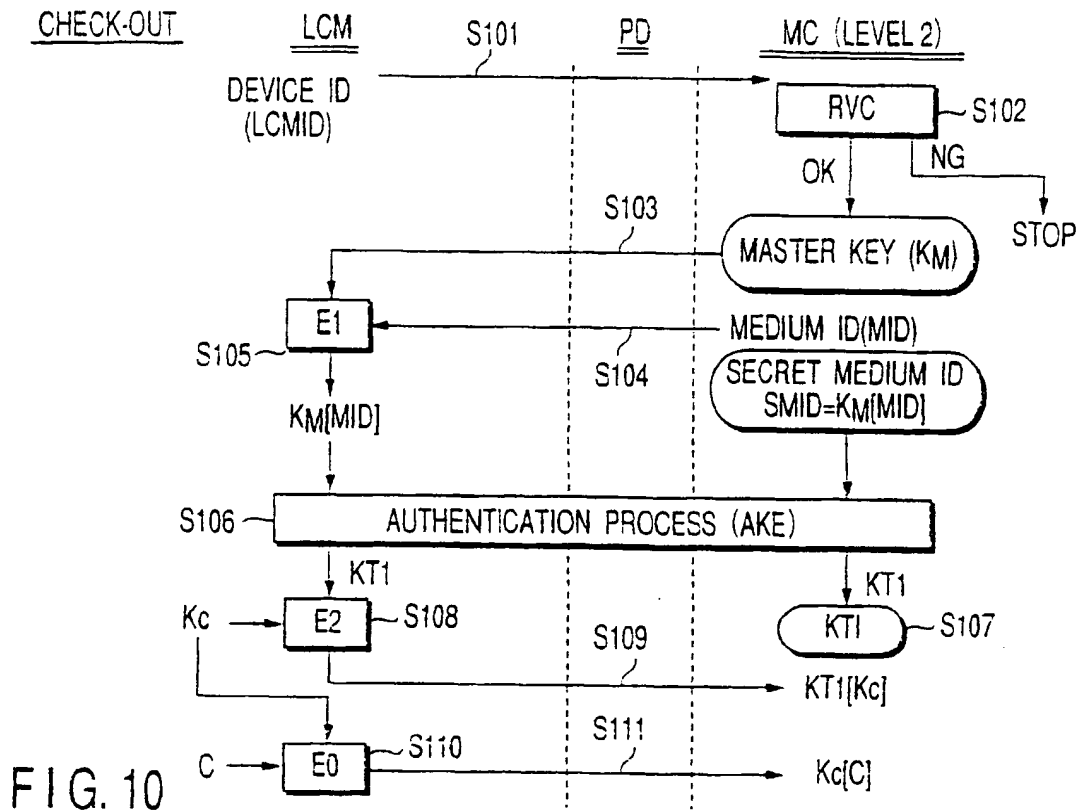 CHECK-OUT
LCM
S101
PD
MC (LEVEL 2)
DEVICE ID
(LCMID)
RVC
S102
OK
NG
S103
STOP
MASTER KEY (KM)
E1
S105
MEDIUM ID(MID)
S104
SECRET MEDIUM ID
SMID=KM[MID]
KM[MID]
S106
AUTHENTICATION PROCESS (AKE)
KT1
KT1
Kc
E2
S108
KTI
S107
S109
KT1[Kc]
C
E0
S110
S111
Kc[C]
FIG. 10